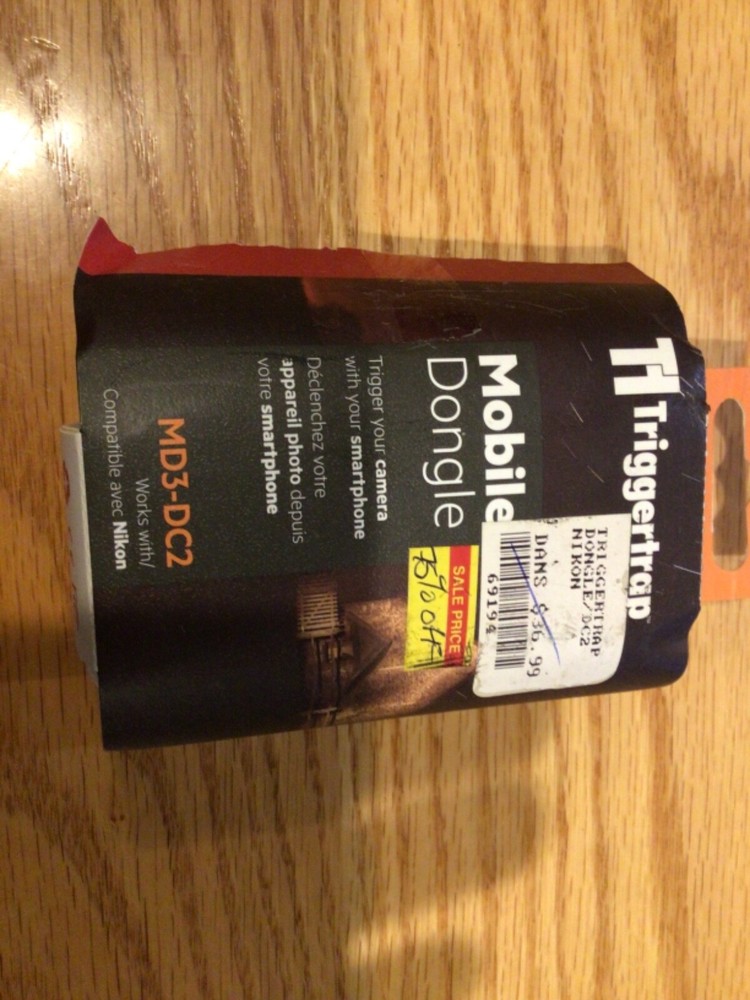 Triggertrap
Mobile
Dongle
Trigger your camera
with your smartphone
Déclenchez votre
appareil photo depuis
votre smartphone
MD3-DC2
Works with/
Compatible avec Nikon
TRIGGERTRAP
DONGLE/DC2
NIKON
DANS $36.99
69194
SALE PRICE
75% off